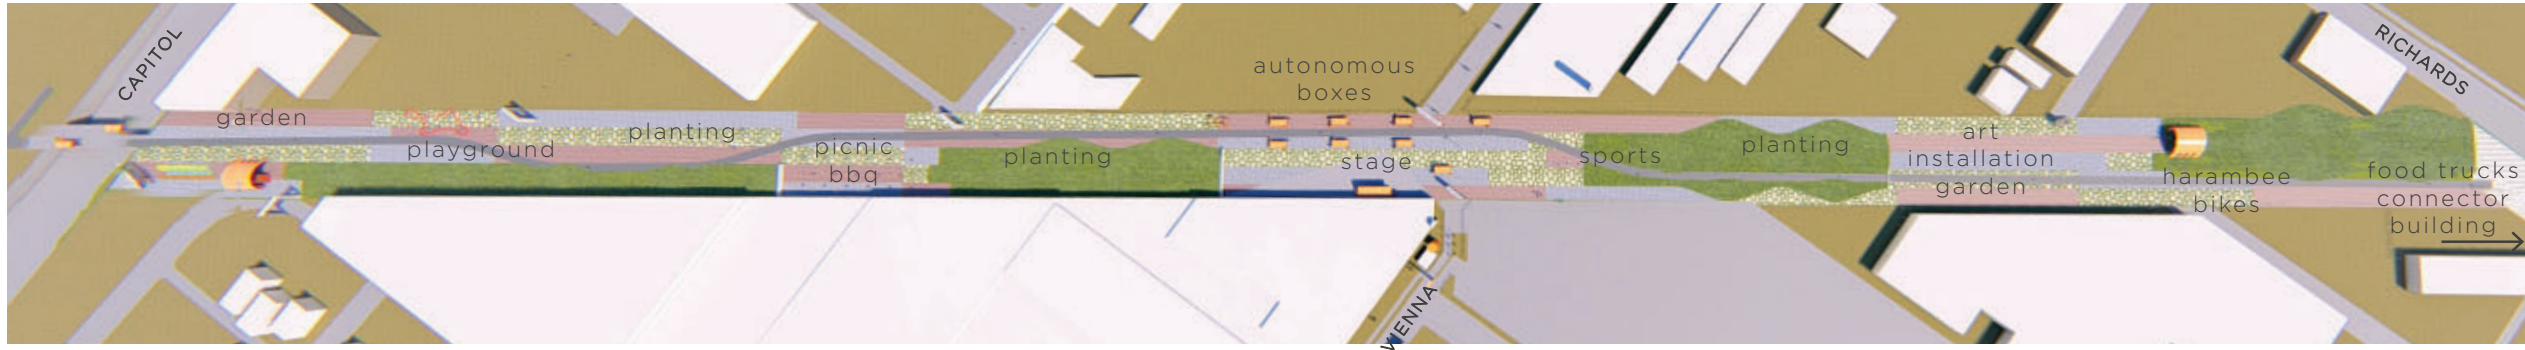 CAPITOL
garden
playground
planting
picnic
bbq
planting
autonomous
boxes
stage
VIENNA
sports
planting
art
installation
garden
harambee
bikes
RICHARDS
food trucks
connector
building